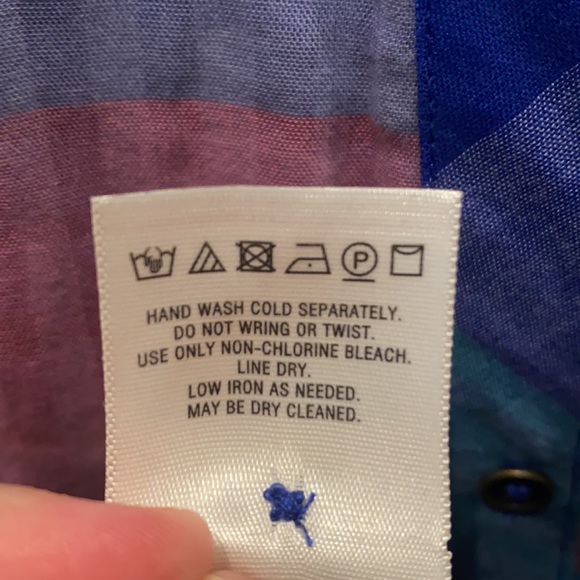 P
HAND WASH COLD SEPARATELY.
DO NOT WRING OR TWIST.
USE ONLY NON-CHLORINE BLEACH.
LINE DRY.
LOW IRON AS NEEDED.
MAY BE DRY CLEANED.